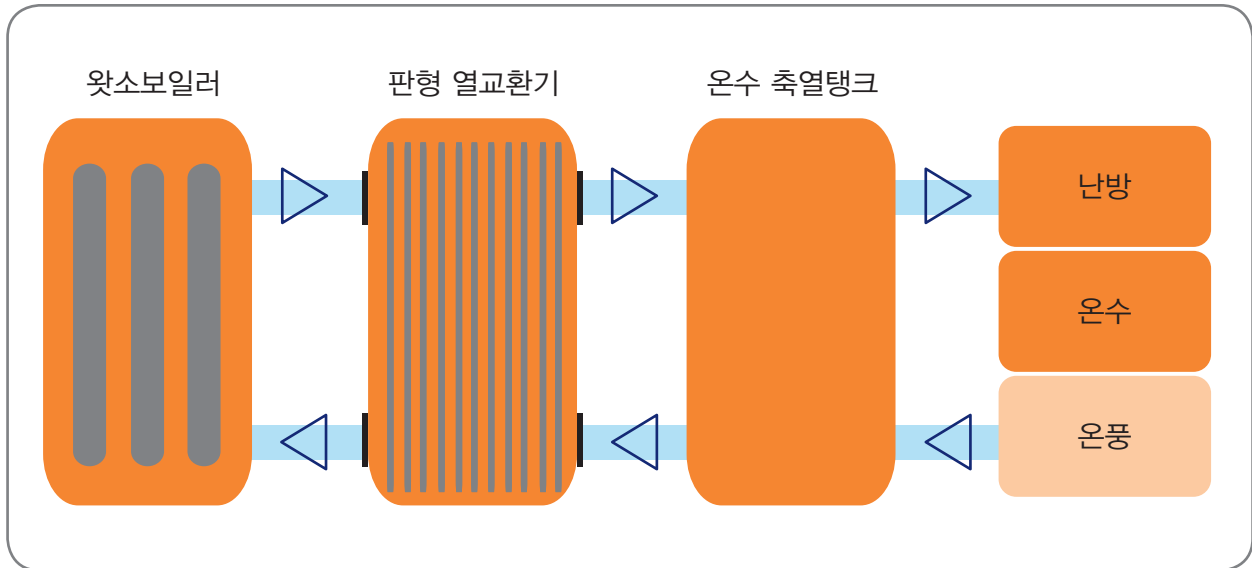 왓소보일러
판형 열교환기
온수 축열탱크
난방
온수
온풍